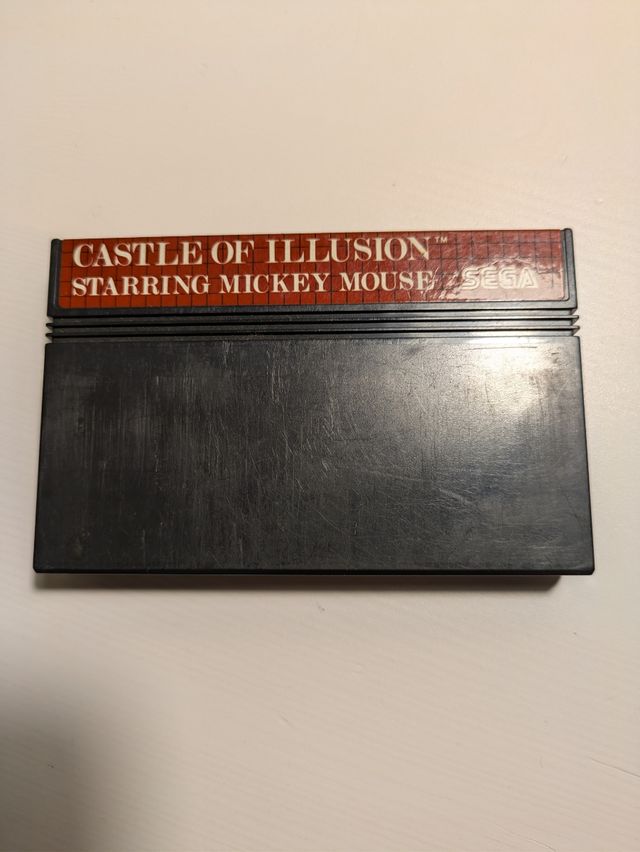 CASTLE OF ILLUSION™
STARRING MICKEY MOUSE SEGA